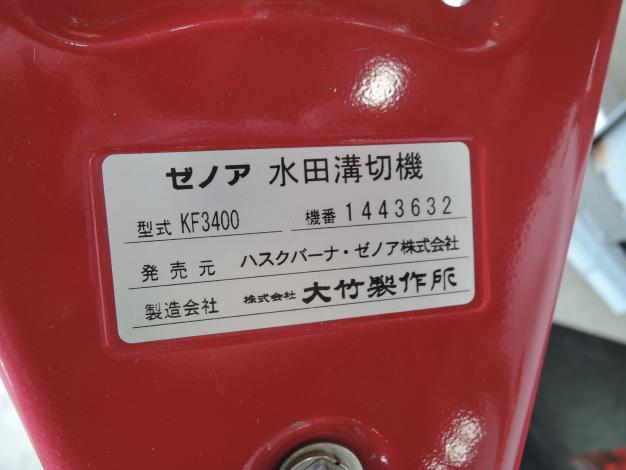 ゼノア 水田溝切機
型式 KF3400 機番 1443632
発売元 ハスクバーナ・ゼノア株式会社
製造会社 株式会社 大竹製作所